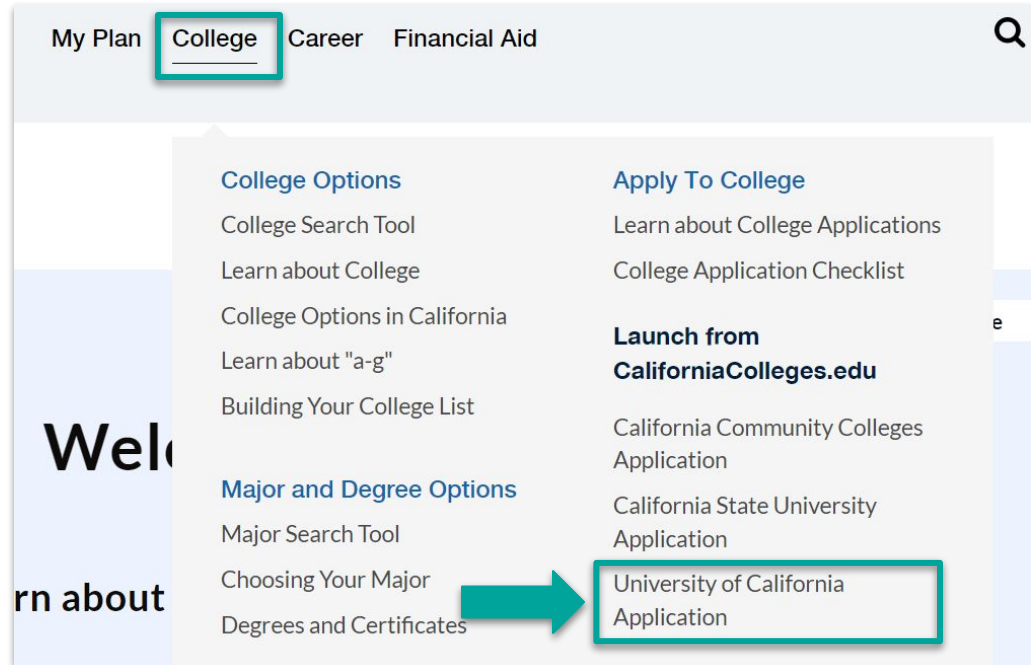 My Plan College Career Financial Aid
College Options
College Search Tool
Learn about College
College Options in California
Learn about "a-g"
Building Your College List
Major and Degree Options
Major Search Tool
Choosing Your Major
Degrees and Certificates
Apply To College
Learn about College Applications
College Application Checklist
Launch from
CaliforniaColleges.edu
California Community Colleges
Application
California State University
Application
University of California
Application
e
Wel
rn about